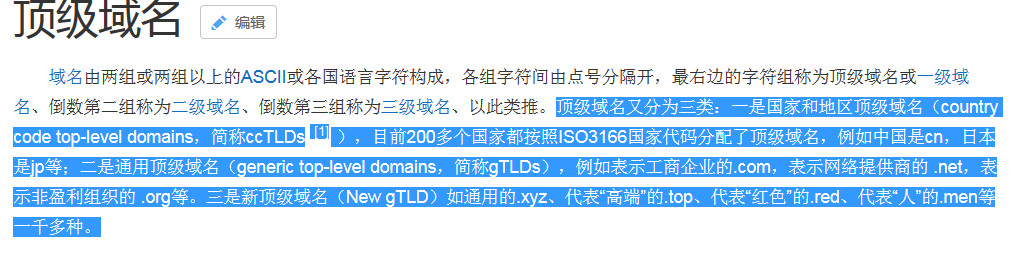 顶级域名 编辑
域名由两组或两组以上的ASCII或各国语言字符构成，各组字符间由点号分隔开，最右边的字符组称为顶级域名或一级域
名、倒数第二组称为二级域名、倒数第三组称为三级域名、以此类推。顶级域名又分为三类：一是国家和地区顶级域名（country
code top-level domains，简称ccTLDs [1] ），目前200多个国家都按照ISO3166国家代码分配了顶级域名，例如中国是cn，日本
是jp等；二是通用顶级域名（generic top-level domains，简称gTLDs），例如表示工商企业的.com，表示网络提供商的 .net，表
示非盈利组织的 .org等。三是新顶级域名（New gTLD）如通用的.xyz、代表“高端”的.top、代表“红色”的.red、代表“人”的.men等
一千多种。